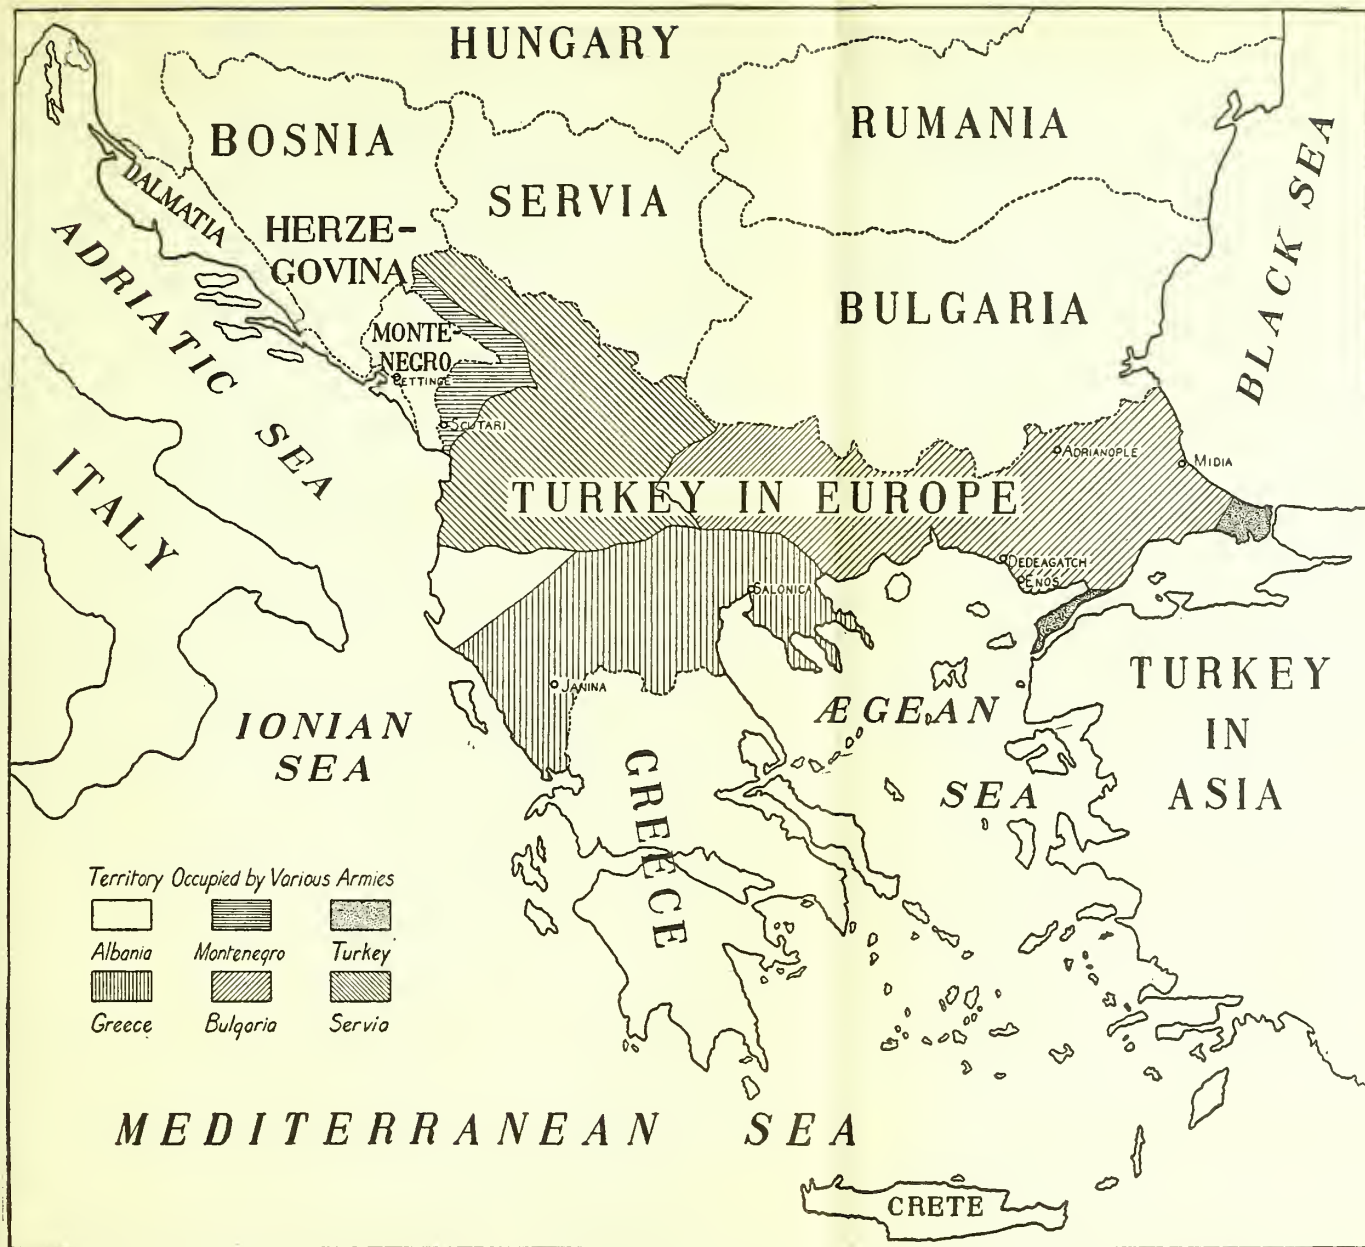 HUNGARY
BOSNIA
RUMANIA
SERVIA
DALMATIA
HERZE-
GOVINA
BLACK SEA
ADRIATIC SEA
BULGARIA
MONTE-
NEGRO
CETTINGE
SCUTARI
ADRIANOPLE
MIDIA
ITALY
TURKEY IN EUROPE
DEDEAGATCH
ENOS
SALONICA
JANINA
TURKEY
IN
ASIA
ÆGEAN
SEA
IONIAN
SEA
GREECE
Territory Occupied by Various Armies
Albania Montenegro Turkey
Greece Bulgaria Servia
MEDITERRANEAN SEA
CRETE